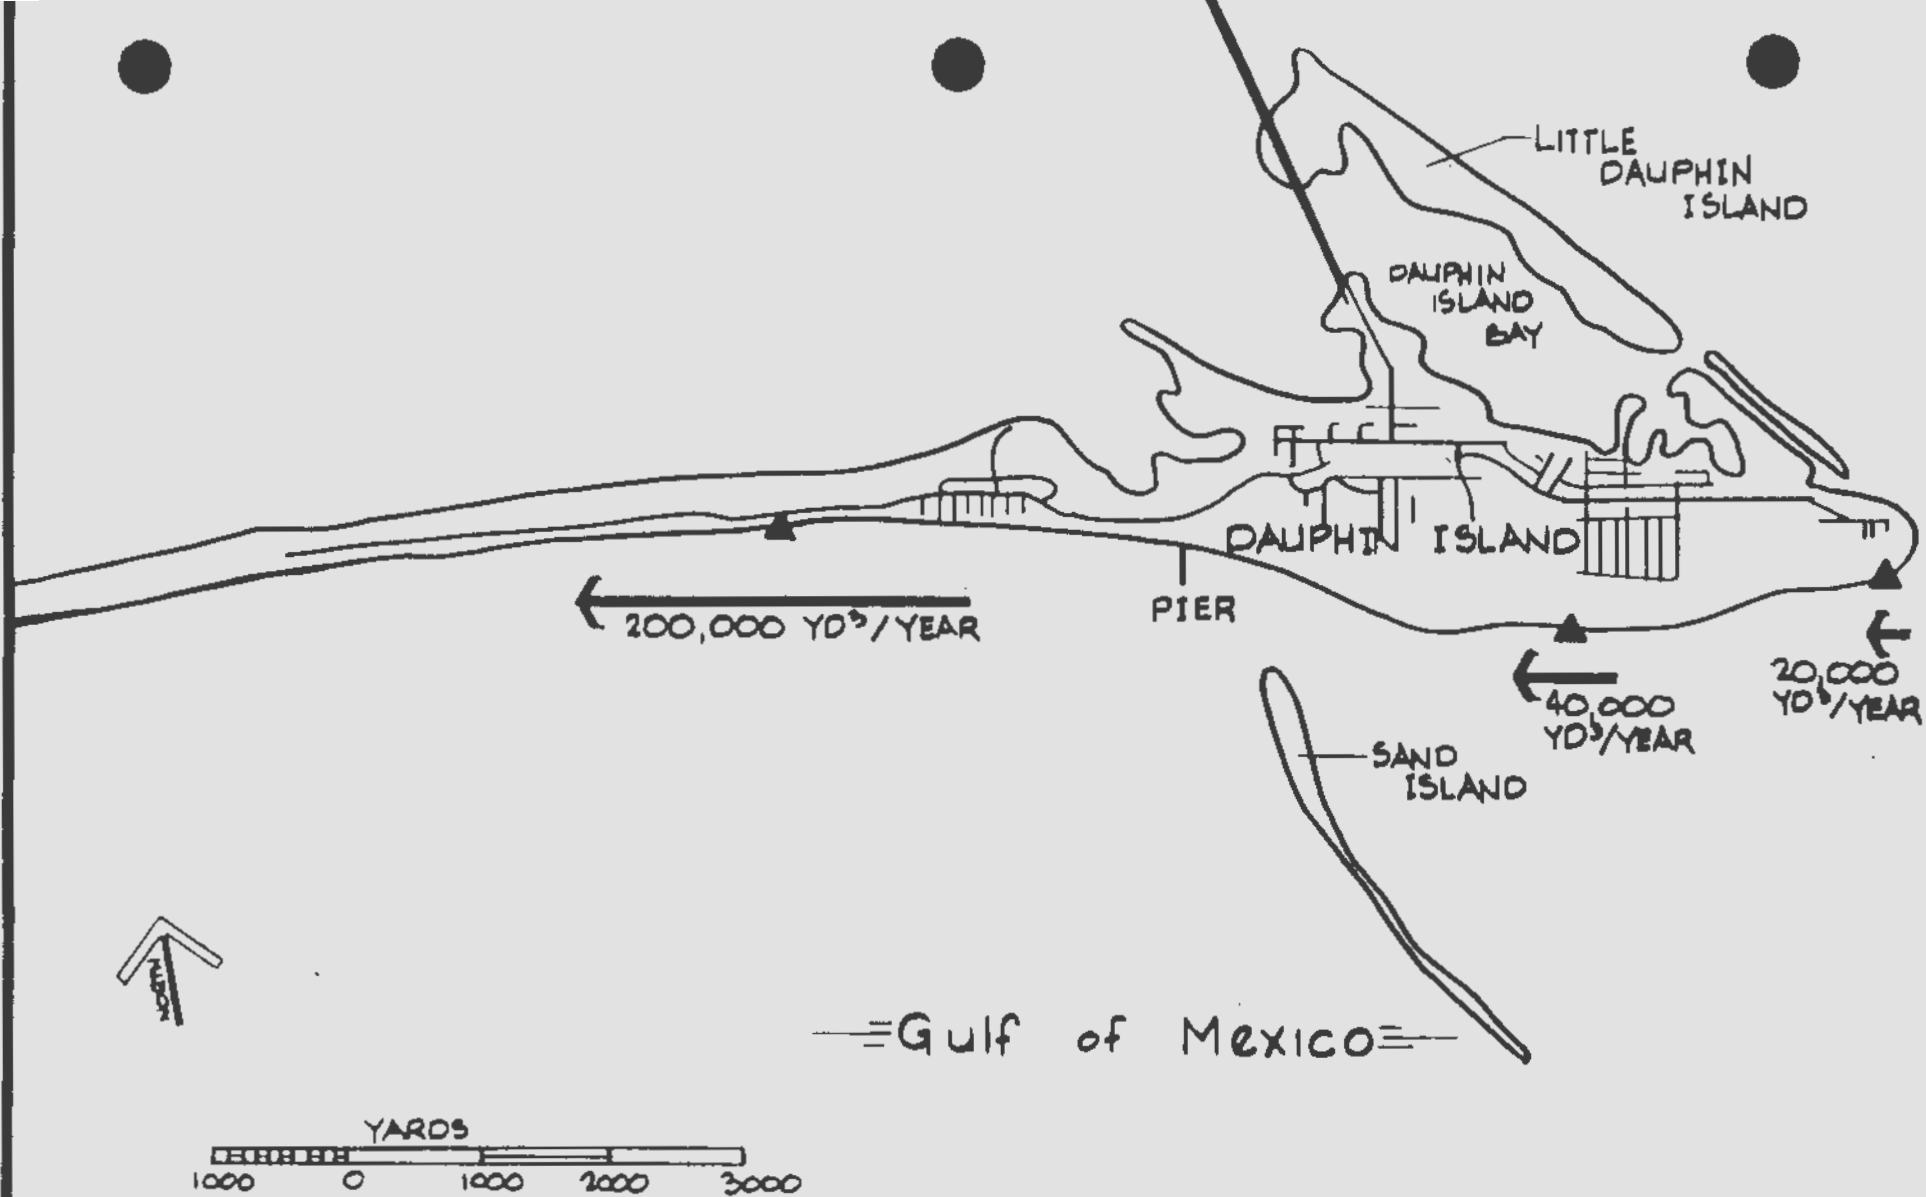 LITTLE
DAUPHIN
ISLAND
DAUPHIN
ISLAND
BAY
DAUPHIN ISLAND
PIER
200,000 YD³/YEAR
20,000
YD³/YEAR
40,000
YD³/YEAR
SAND
ISLAND
NORTH
Gulf of Mexico
YARDS
1000 0 1000 2000 3000